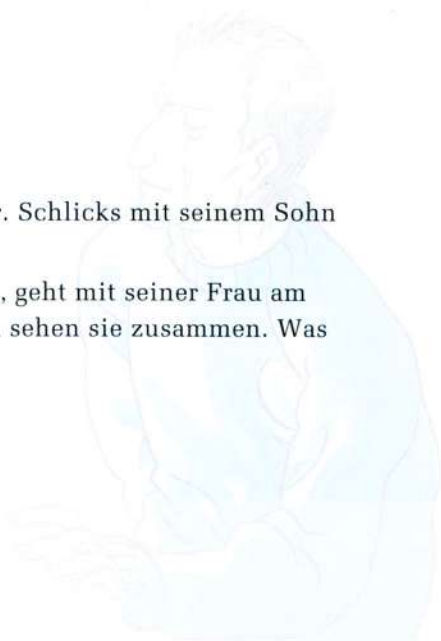 . Schlicks mit seinem Sohn
, geht mit seiner Frau am
sehen sie zusammen. Was